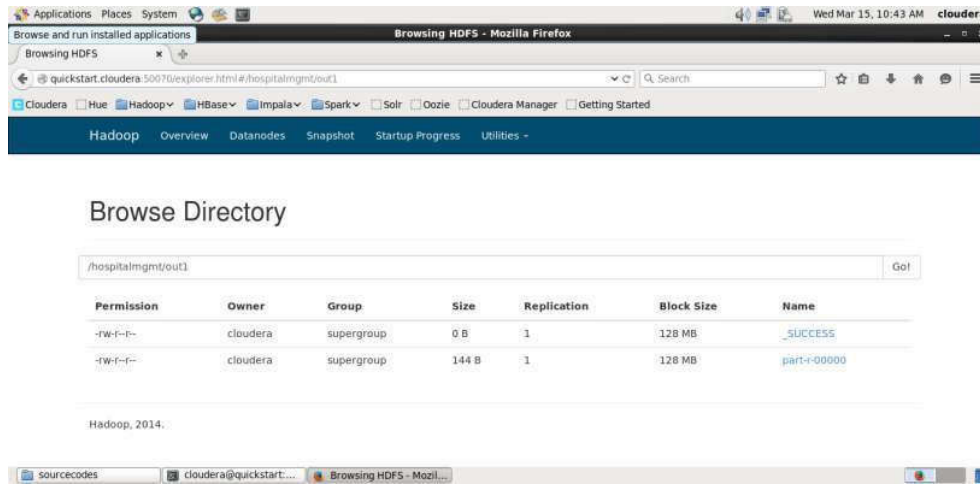 Applications Places System Wed Mar 15, 10:43 AM clouder
Browse and run installed applications Browsing HDFS - Mozilla Firefox
Browsing HDFS
quickstart.cloudera:50070/explorer.html#/hospitalmgmt/out1 Search
Cloudera Hue Hadoop HBase Impala Spark Solr Oozie Cloudera Manager Getting Started
Hadoop Overview Datanodes Snapshot Startup Progress Utilities
Browse Directory
/hospitalmgmt/out1 Go!
Permission Owner Group Size Replication Block Size Name
-rw-r--r-- cloudera supergroup 0 B 1 128 MB _SUCCESS
-rw-r--r-- cloudera supergroup 144 B 1 128 MB part-r-00000
Hadoop, 2014.
sourcecodes cloudera@quickstart:... Browsing HDFS - Mozil...